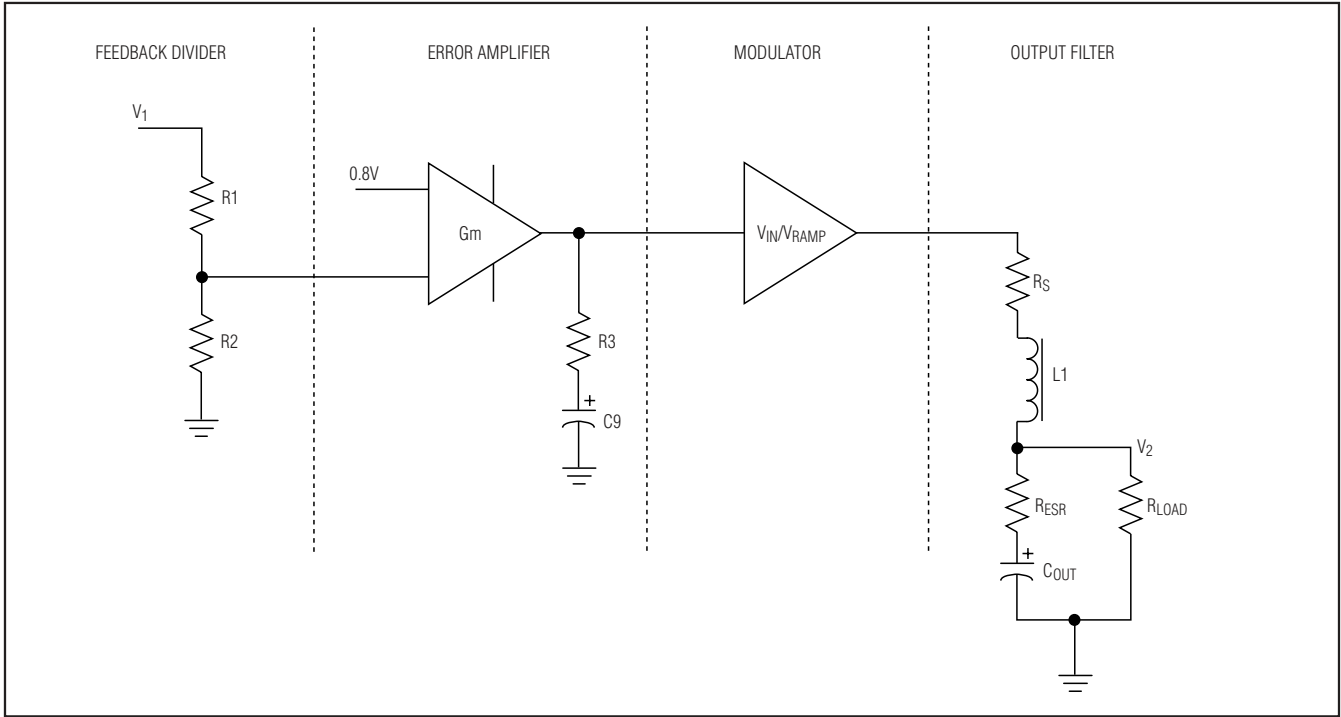 FEEDBACK DIVIDER
ERROR AMPLIFIER
MODULATOR
OUTPUT FILTER
V1
R1
R2
0.8V
Gm
R3
+
C9
VIN/VRAMP
RS
L1
V2
RESR
RLOAD
+
COUT